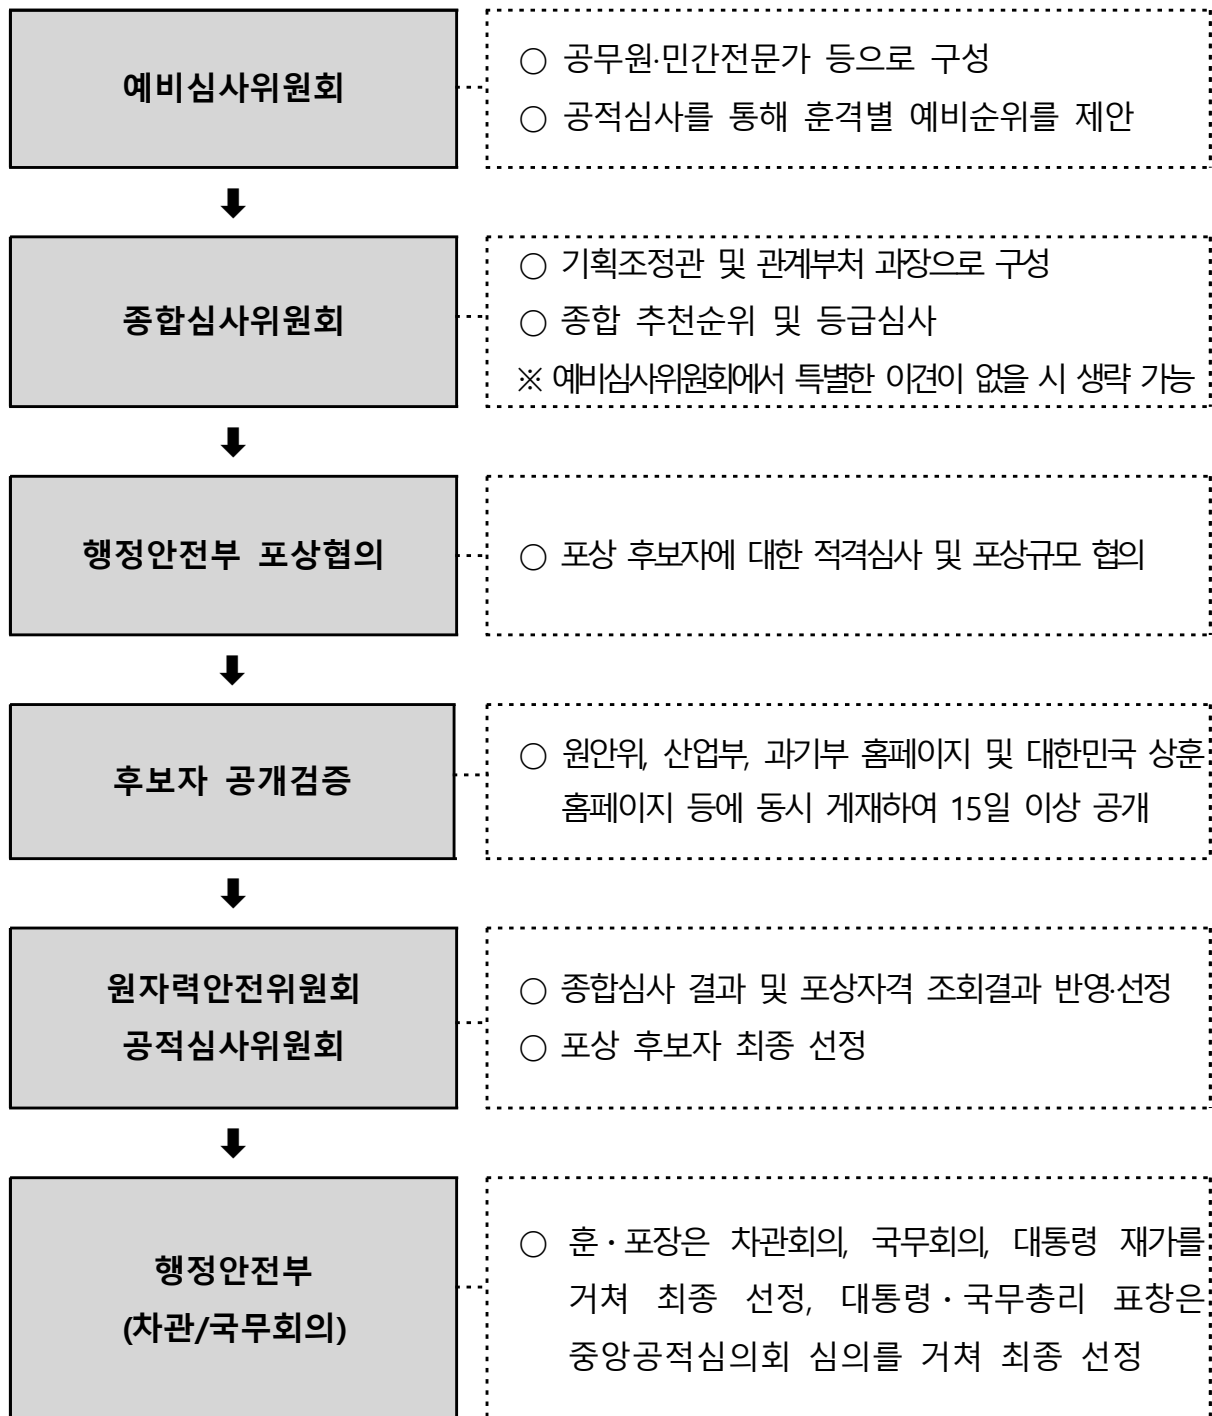 예비심사위원회
○ 공무원·민간전문가 등으로 구성
○ 공적심사를 통해 훈격별 예비순위를 제안
종합심사위원회
○ 기획조정관 및 관계부처 과장으로 구성
○ 종합 추천순위 및 등급심사
※ 예비심사위원회에서 특별한 이견이 없을 시 생략 가능
행정안전부 포상협의
○ 포상 후보자에 대한 적격심사 및 포상규모 협의
후보자 공개검증
○ 원안위, 산업부, 과기부 홈페이지 및 대한민국 상훈
홈페이지 등에 동시 게재하여 15일 이상 공개
원자력안전위원회
공적심사위원회
○ 종합심사 결과 및 포상자격 조회결과 반영·선정
○ 포상 후보자 최종 선정
행정안전부
(차관/국무회의)
○ 훈·포장은 차관회의, 국무회의, 대통령 재가를
거쳐 최종 선정, 대통령·국무총리 표창은
중앙공적심의회 심의를 거쳐 최종 선정